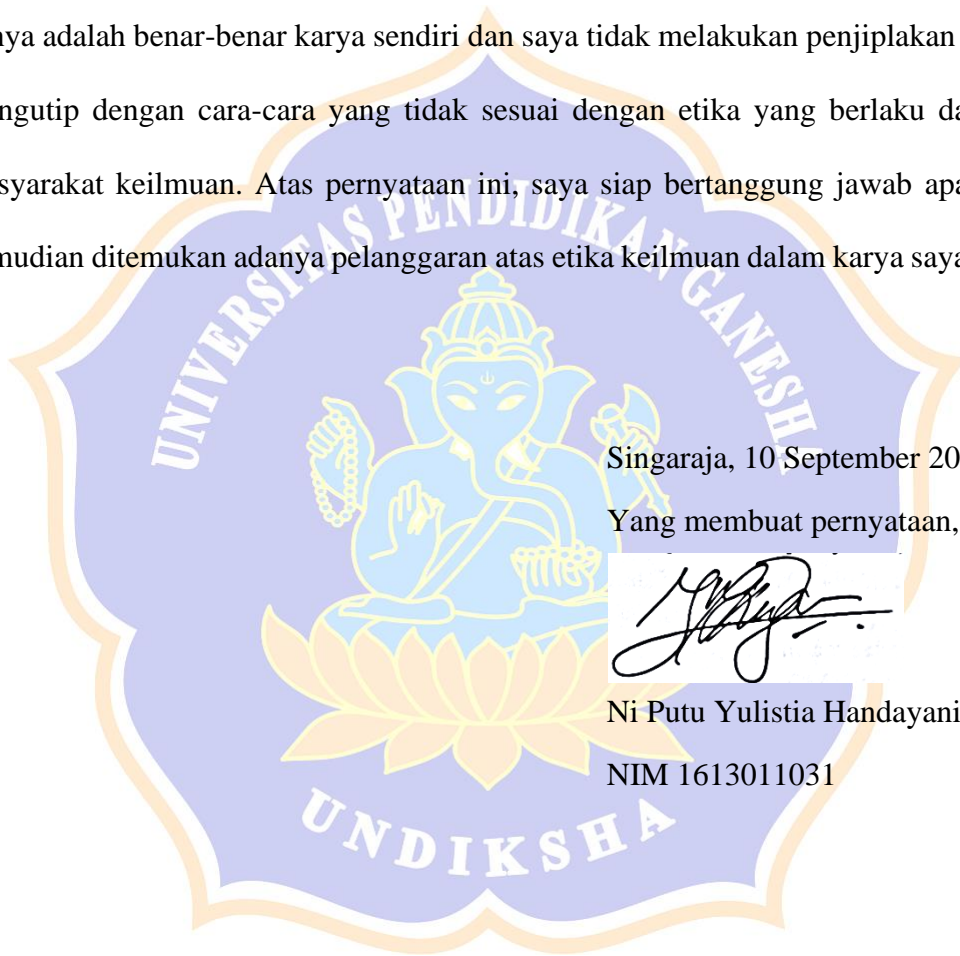 nya adalah benar-benar karya sendiri dan saya tidak melakukan penjiplakan
ngutip dengan cara-cara yang tidak sesuai dengan etika yang berlaku da
syarakat keilmuan. Atas pernyataan ini, saya siap bertanggung jawab apa
mudian ditemukan adanya pelanggaran atas etika keilmuan dalam karya saya
UNIVERSITAS PENDIDIKAN GANESHA
Singaraja, 10 September 20
Yang membuat pernyataan,
Ni Putu Yulistia Handayani
NIM 1613011031
UNDIKSHA